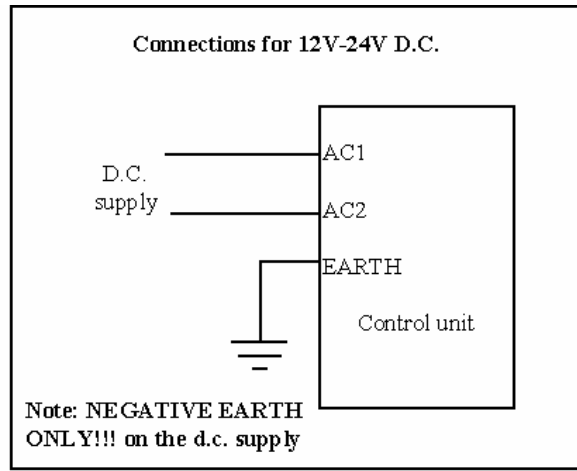 Connections for 12V-24V D.C.
AC1
D.C.
supply
AC2
EARTH
Control unit
Note: NEGATIVE EARTH
ONLY!!! on the d.c. supply